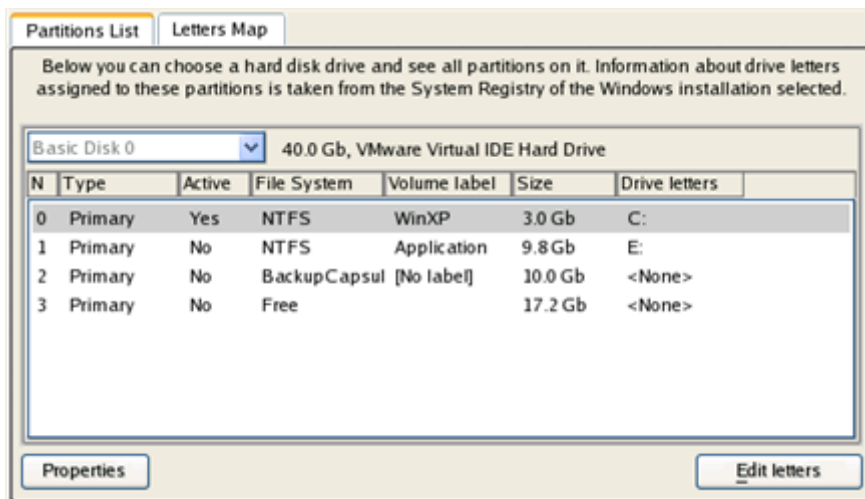 Partitions List Letters Map
Below you can choose a hard disk drive and see all partitions on it. Information about drive letters
assigned to these partitions is taken from the System Registry of the Windows installation selected.
Basic Disk 0 40.0 Gb, VMware Virtual IDE Hard Drive
N Type Active File System Volume label Size Drive letters
0 Primary Yes NTFS WinXP 3.0 Gb C:
1 Primary No NTFS Application 9.8 Gb E:
2 Primary No BackupCapsul [No label] 10.0 Gb <None>
3 Primary No Free 17.2 Gb <None>
Properties Edit letters